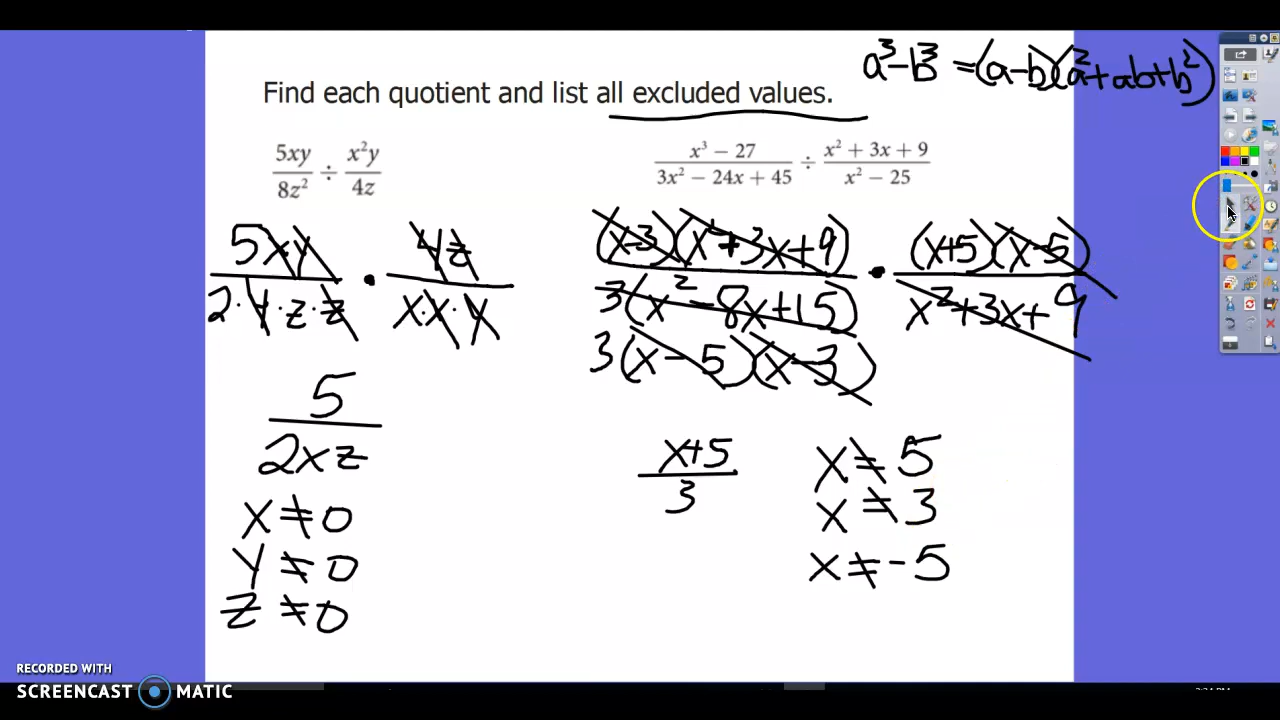 a³-b³ = (a-b)(a²+ab+b²)
Find each quotient and list all excluded values.
5xy/8z² ÷ x²y/4z
x³ − 27/3x² − 24x + 45 ÷ x² + 3x + 9/x² − 25
5xy/2·4·z·z · 4z/x·x·y
(x-3)(x²+3x+9)/3(x²-8x+15) · (x+5)(x-5)/x²+3x+9
3(x-5)(x-3)
5/2xz
x≠0
y≠0
z≠0
x+5/3
x≠5
x≠3
x≠-5
RECORDED WITH
SCREENCAST MATIC